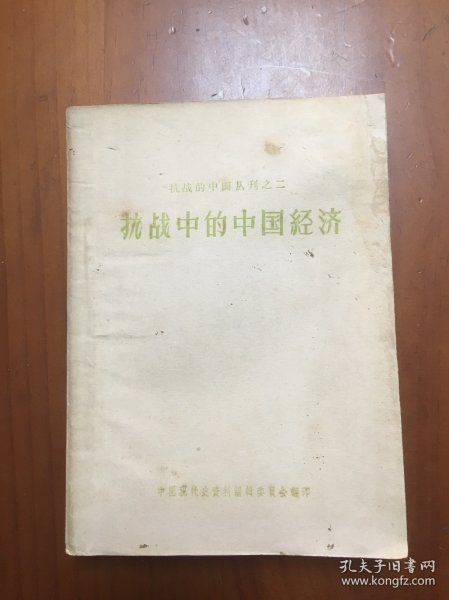 抗战的中国丛刊之二
抗战中的中国经济
中国现代史资料编辑委员会翻印
孔夫子旧书网
www.kongfz.com